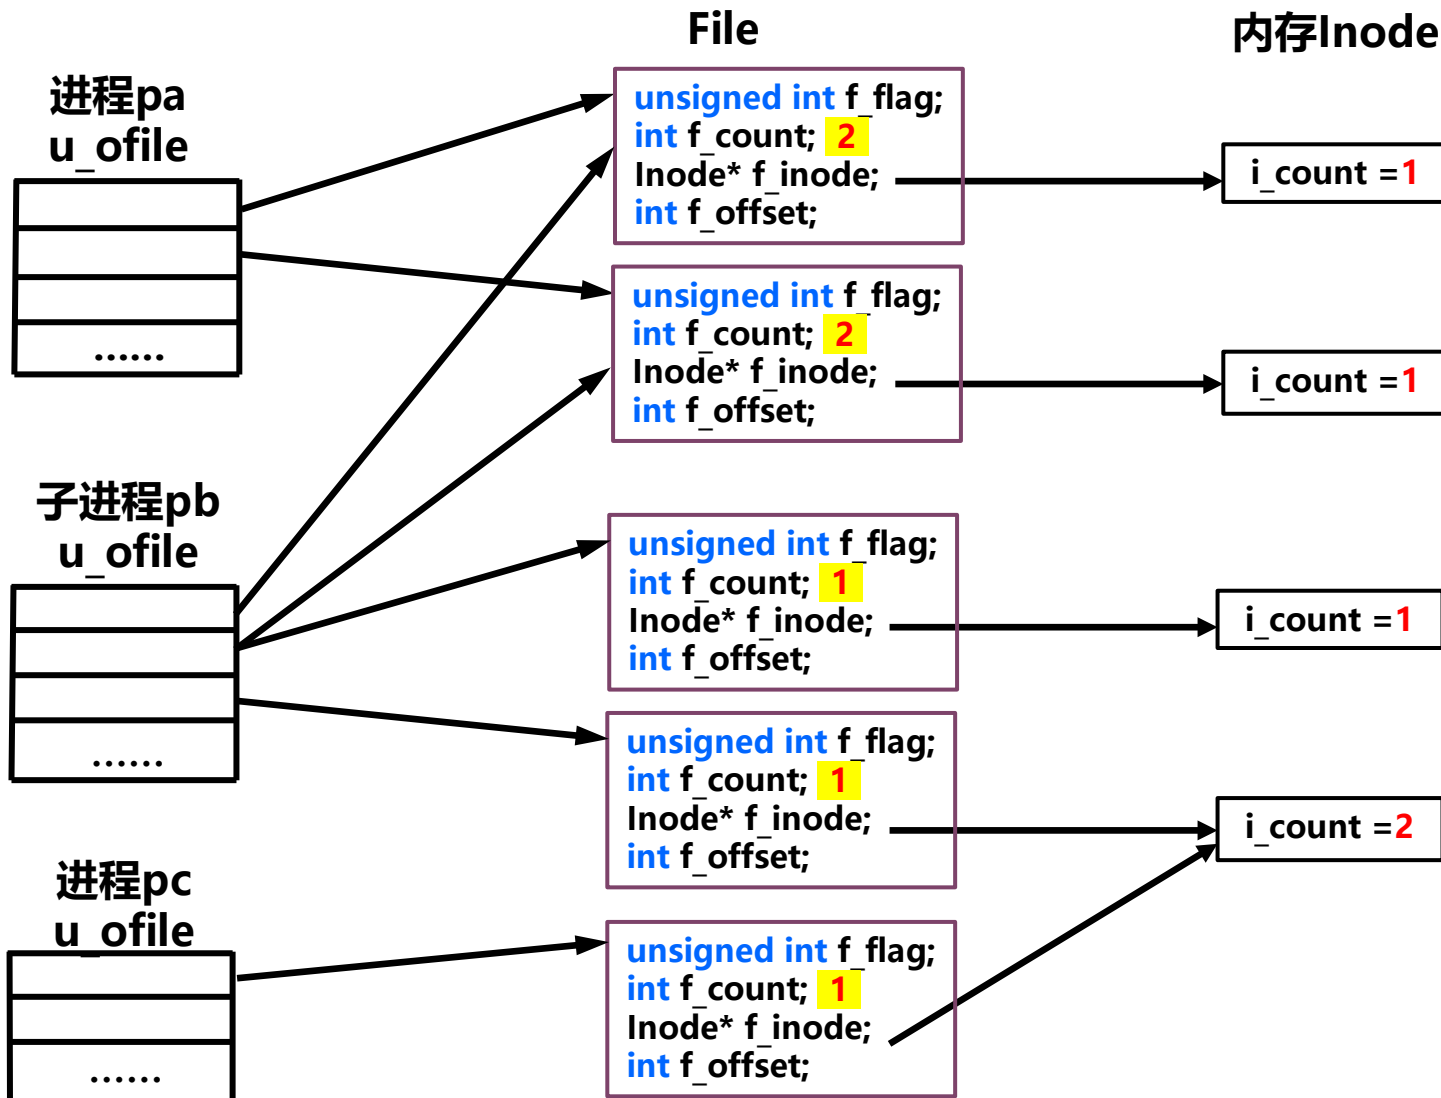 File
内存Inode
进程pa
u_ofile
......
unsigned int f_flag;
int f_count; 2
Inode* f_inode;
int f_offset;
i_count =1
unsigned int f_flag;
int f_count; 2
Inode* f_inode;
int f_offset;
i_count =1
子进程pb
u_ofile
......
unsigned int f_flag;
int f_count; 1
Inode* f_inode;
int f_offset;
i_count =1
unsigned int f_flag;
int f_count; 1
Inode* f_inode;
int f_offset;
i_count =2
进程pc
u_ofile
......
unsigned int f_flag;
int f_count; 1
Inode* f_inode;
int f_offset;